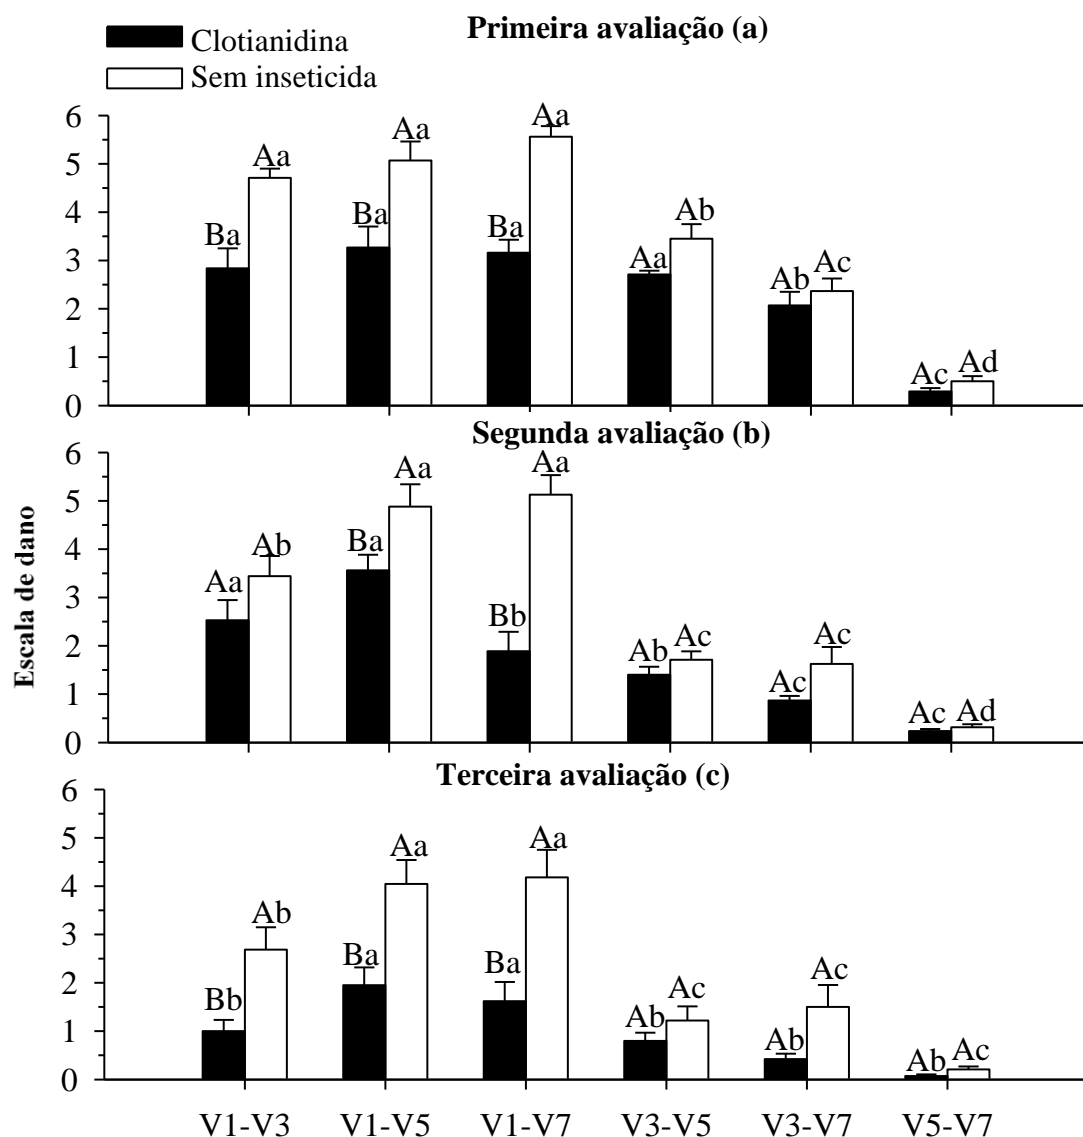 Primeira avaliação (a)
Clotianidina
Sem inseticida
6
5
4
3
2
1
0
Ba Aa Ba Aa Ba Aa Aa Ab Ab Ac Ac Ad
Segunda avaliação (b)
6
5
4
3
2
1
0
Aa Ab Ba Aa Bb Aa Ab Ac Ac Ac Ac Ad
Escala de dano
Terceira avaliação (c)
6
5
4
3
2
1
0
Bb Ab Ba Aa Ba Aa Ab Ac Ab Ac Ab Ac
V1-V3 V1-V5 V1-V7 V3-V5 V3-V7 V5-V7